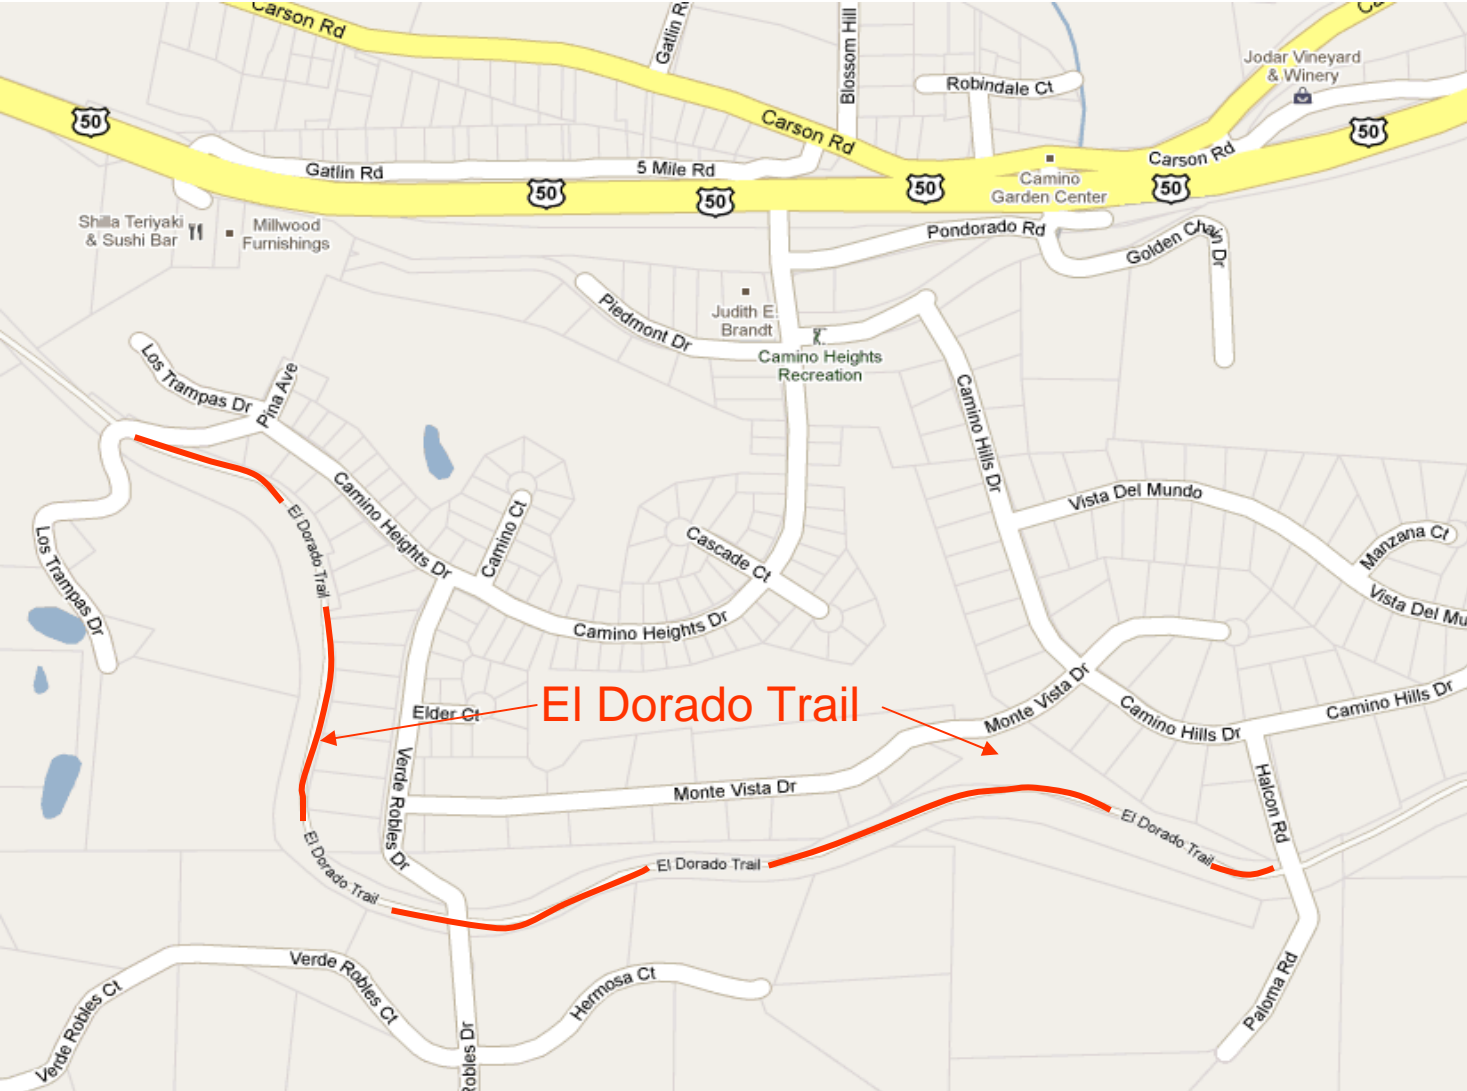 Carson Rd
Gatlin R
Blossom Hill
Ca
Jodar Vineyard
& Winery
Robindale Ct
50
50
Carson Rd
Carson Rd
Gatlin Rd
5 Mile Rd
50
50
50
50
Camino
Garden Center
Shilla Teriyaki
& Sushi Bar
Millwood
Furnishings
Pondorado Rd
Golden Chain Dr
Piedmont Dr
Judith E.
Brandt
Camino Heights
Recreation
Los Trampas Dr
Pina Ave
Camino Hills Dr
Camino Heights Dr
Camino Ct
Vista Del Mundo
Manzana Ct
El Dorado Trail
Cascade Ct
Los Trampas Dr
Vista Del Mu
Camino Heights Dr
El Dorado Trail
Elder Ct
Monte Vista Dr
Camino Hills Dr
Camino Hills Dr
Verde Robles Dr
Monte Vista Dr
Halcon Rd
El Dorado Trail
El Dorado Trail
El Dorado Trail
Verde Robles Ct
Verde Robles Ct
Hermosa Ct
Paloma Rd
Robles Dr